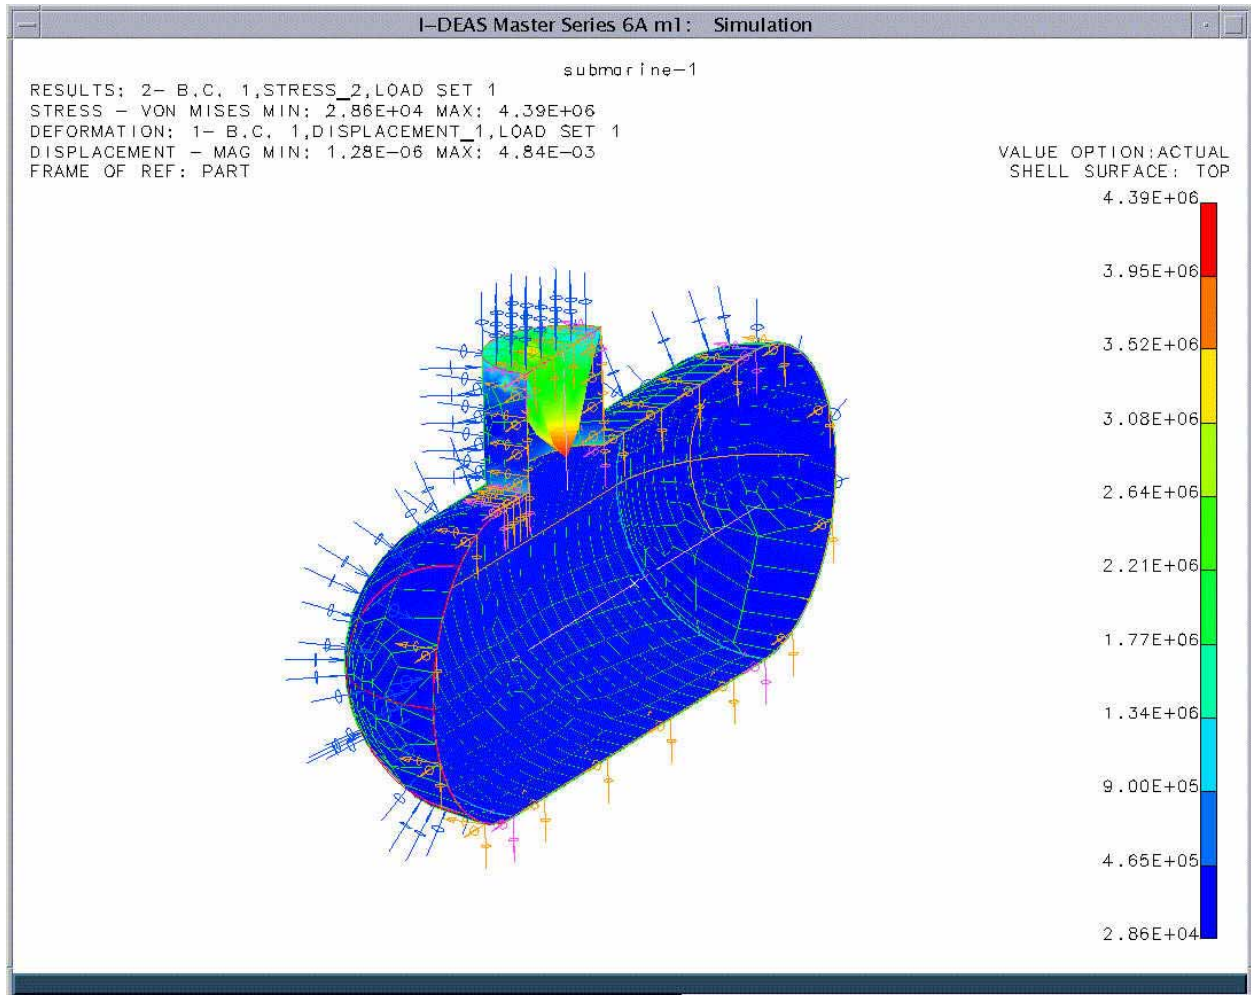 I-DEAS Master Series 6A m1: Simulation
submarine-1
RESULTS: 2- B.C. 1,STRESS_2,LOAD SET 1
STRESS - VON MISES MIN: 2.86E+04 MAX: 4.39E+06
DEFORMATION: 1- B.C. 1,DISPLACEMENT_1,LOAD SET 1
DISPLACEMENT - MAG MIN: 1.28E-06 MAX: 4.84E-03
FRAME OF REF: PART
VALUE OPTION:ACTUAL
SHELL SURFACE: TOP
4.39E+06
3.95E+06
3.52E+06
3.08E+06
2.64E+06
2.21E+06
1.77E+06
1.34E+06
9.00E+05
4.65E+05
2.86E+04